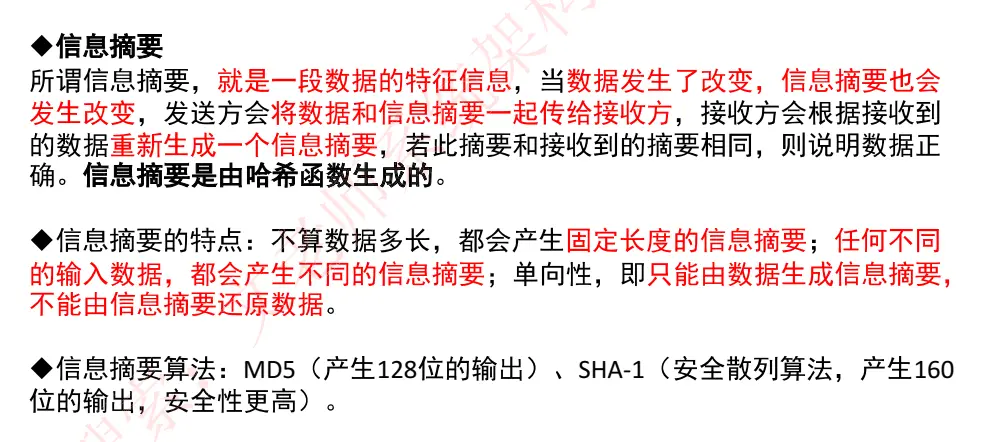 ◆信息摘要
所谓信息摘要，就是一段数据的特征信息，当数据发生了改变，信息摘要也会
发生改变，发送方会将数据和信息摘要一起传给接收方，接收方会根据接收到
的数据重新生成一个信息摘要，若此摘要和接收到的摘要相同，则说明数据正
确。信息摘要是由哈希函数生成的。
◆信息摘要的特点：不算数据多长，都会产生固定长度的信息摘要；任何不同
的输入数据，都会产生不同的信息摘要；单向性，即只能由数据生成信息摘要，
不能由信息摘要还原数据。
◆信息摘要算法：MD5（产生128位的输出）、SHA-1（安全散列算法，产生160
位的输出，安全性更高）。